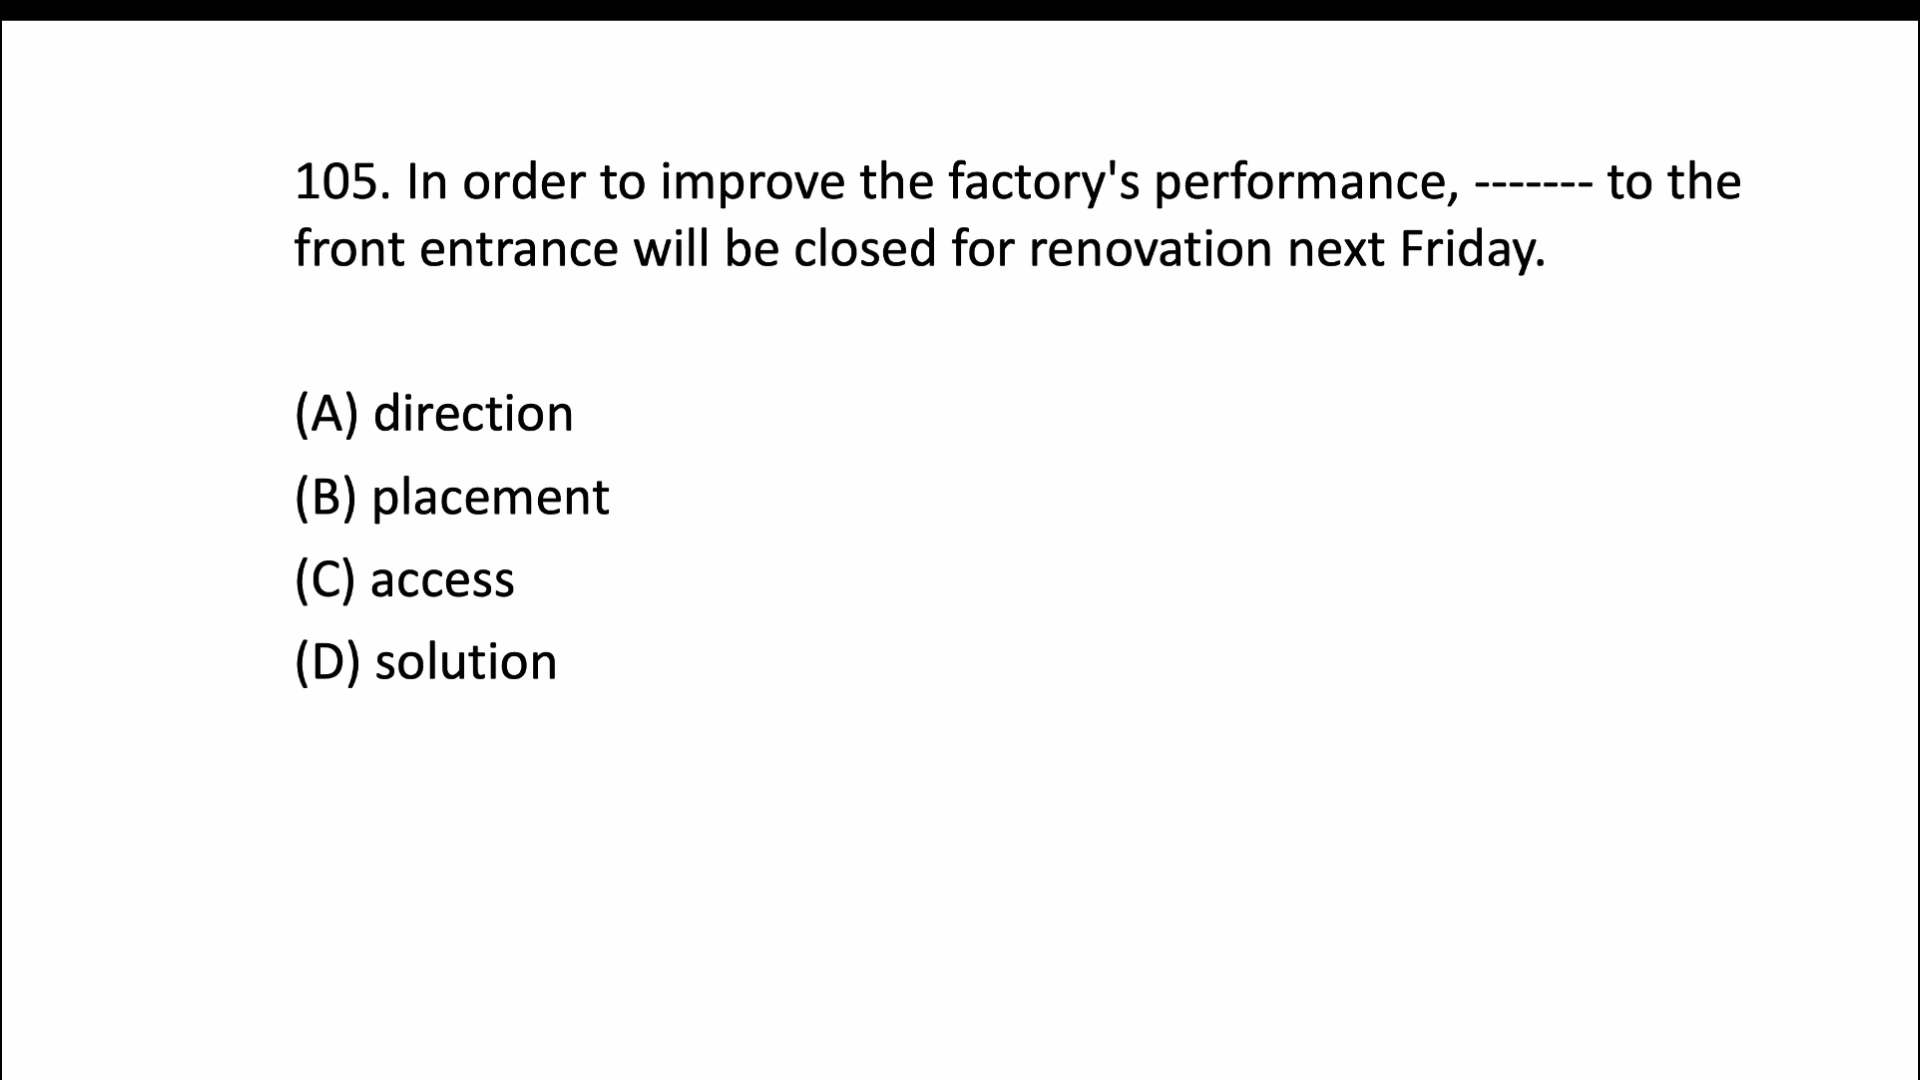 105. In order to improve the factory's performance, ------- to the
front entrance will be closed for renovation next Friday.
(A) direction
(B) placement
(C) access
(D) solution